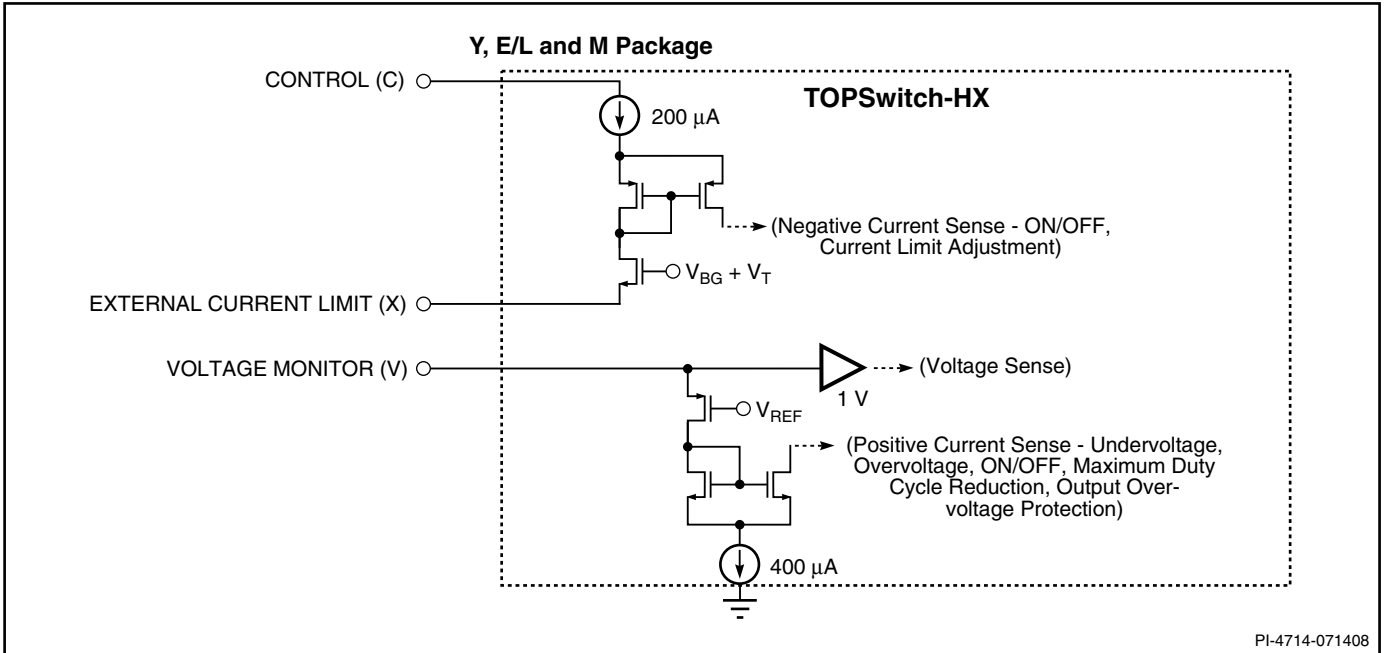 Y, E/L and M Package
CONTROL (C)
TOPSwitch-HX
200 μA
(Negative Current Sense - ON/OFF,
Current Limit Adjustment)
V_BG + V_T
EXTERNAL CURRENT LIMIT (X)
VOLTAGE MONITOR (V)
(Voltage Sense)
1 V
V_REF
(Positive Current Sense - Undervoltage,
Overvoltage, ON/OFF, Maximum Duty
Cycle Reduction, Output Over-
voltage Protection)
400 μA
PI-4714-071408